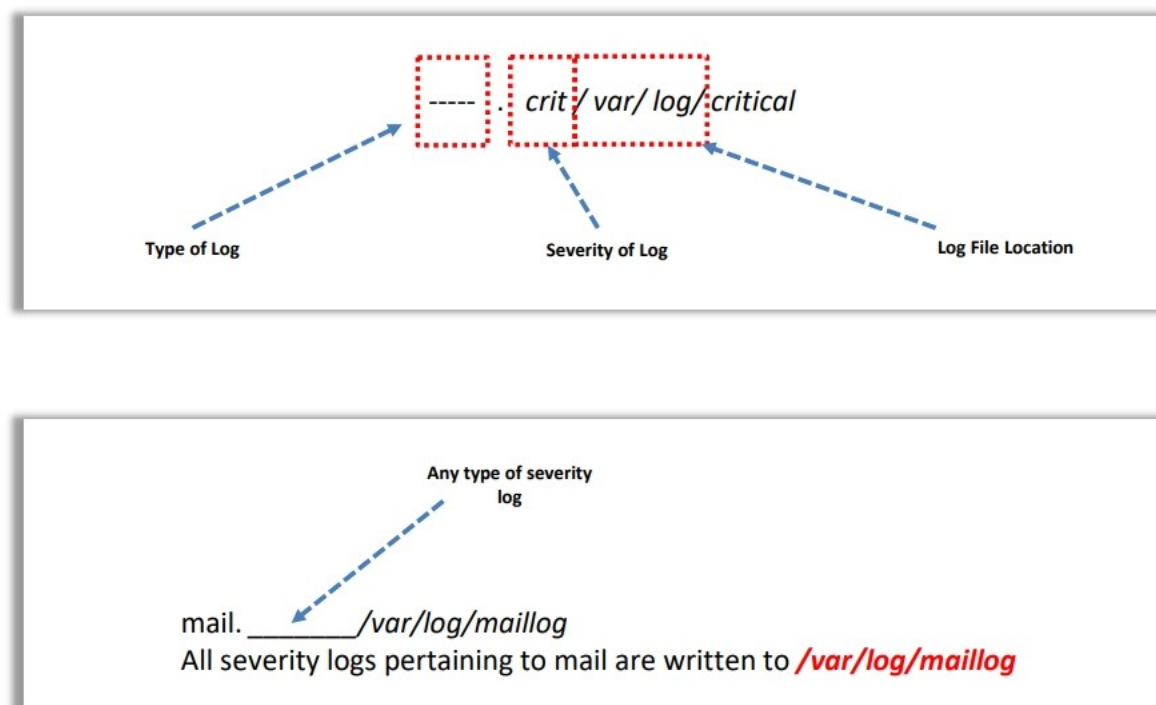 ----- . crit / var/ log/ critical
Type of Log
Severity of Log
Log File Location
Any type of severity
log
mail. _______/var/log/maillog
All severity logs pertaining to mail are written to /var/log/maillog